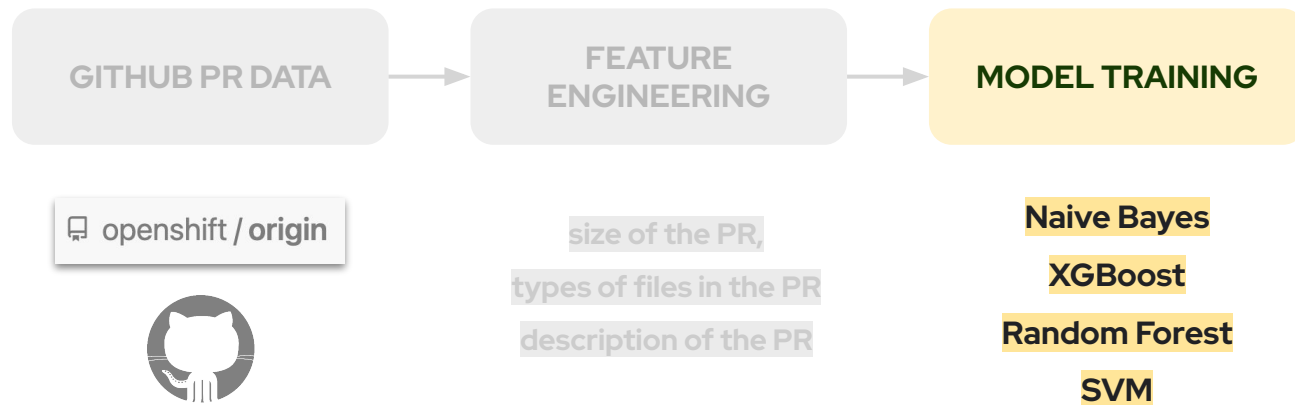 GITHUB PR DATA
FEATURE
ENGINEERING
MODEL TRAINING
openshift / origin
size of the PR,
types of files in the PR
description of the PR
Naive Bayes
XGBoost
Random Forest
SVM